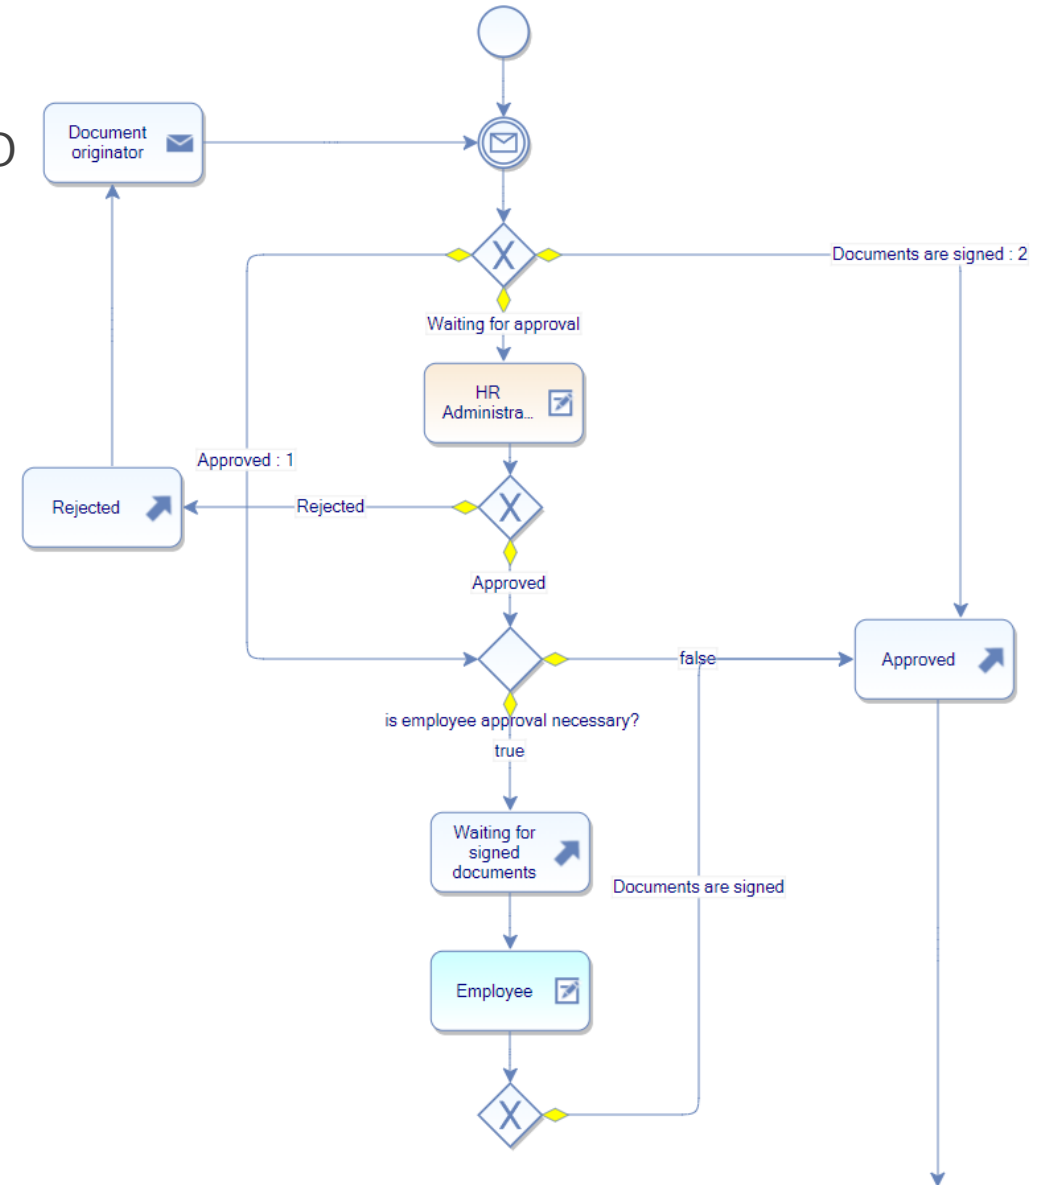 Document
originator
Documents are signed : 2
Waiting for approval
HR
Administra...
Approved : 1
Rejected
Rejected
Approved
false
Approved
is employee approval necessary?
true
Waiting for
signed
documents
Documents are signed
Employee